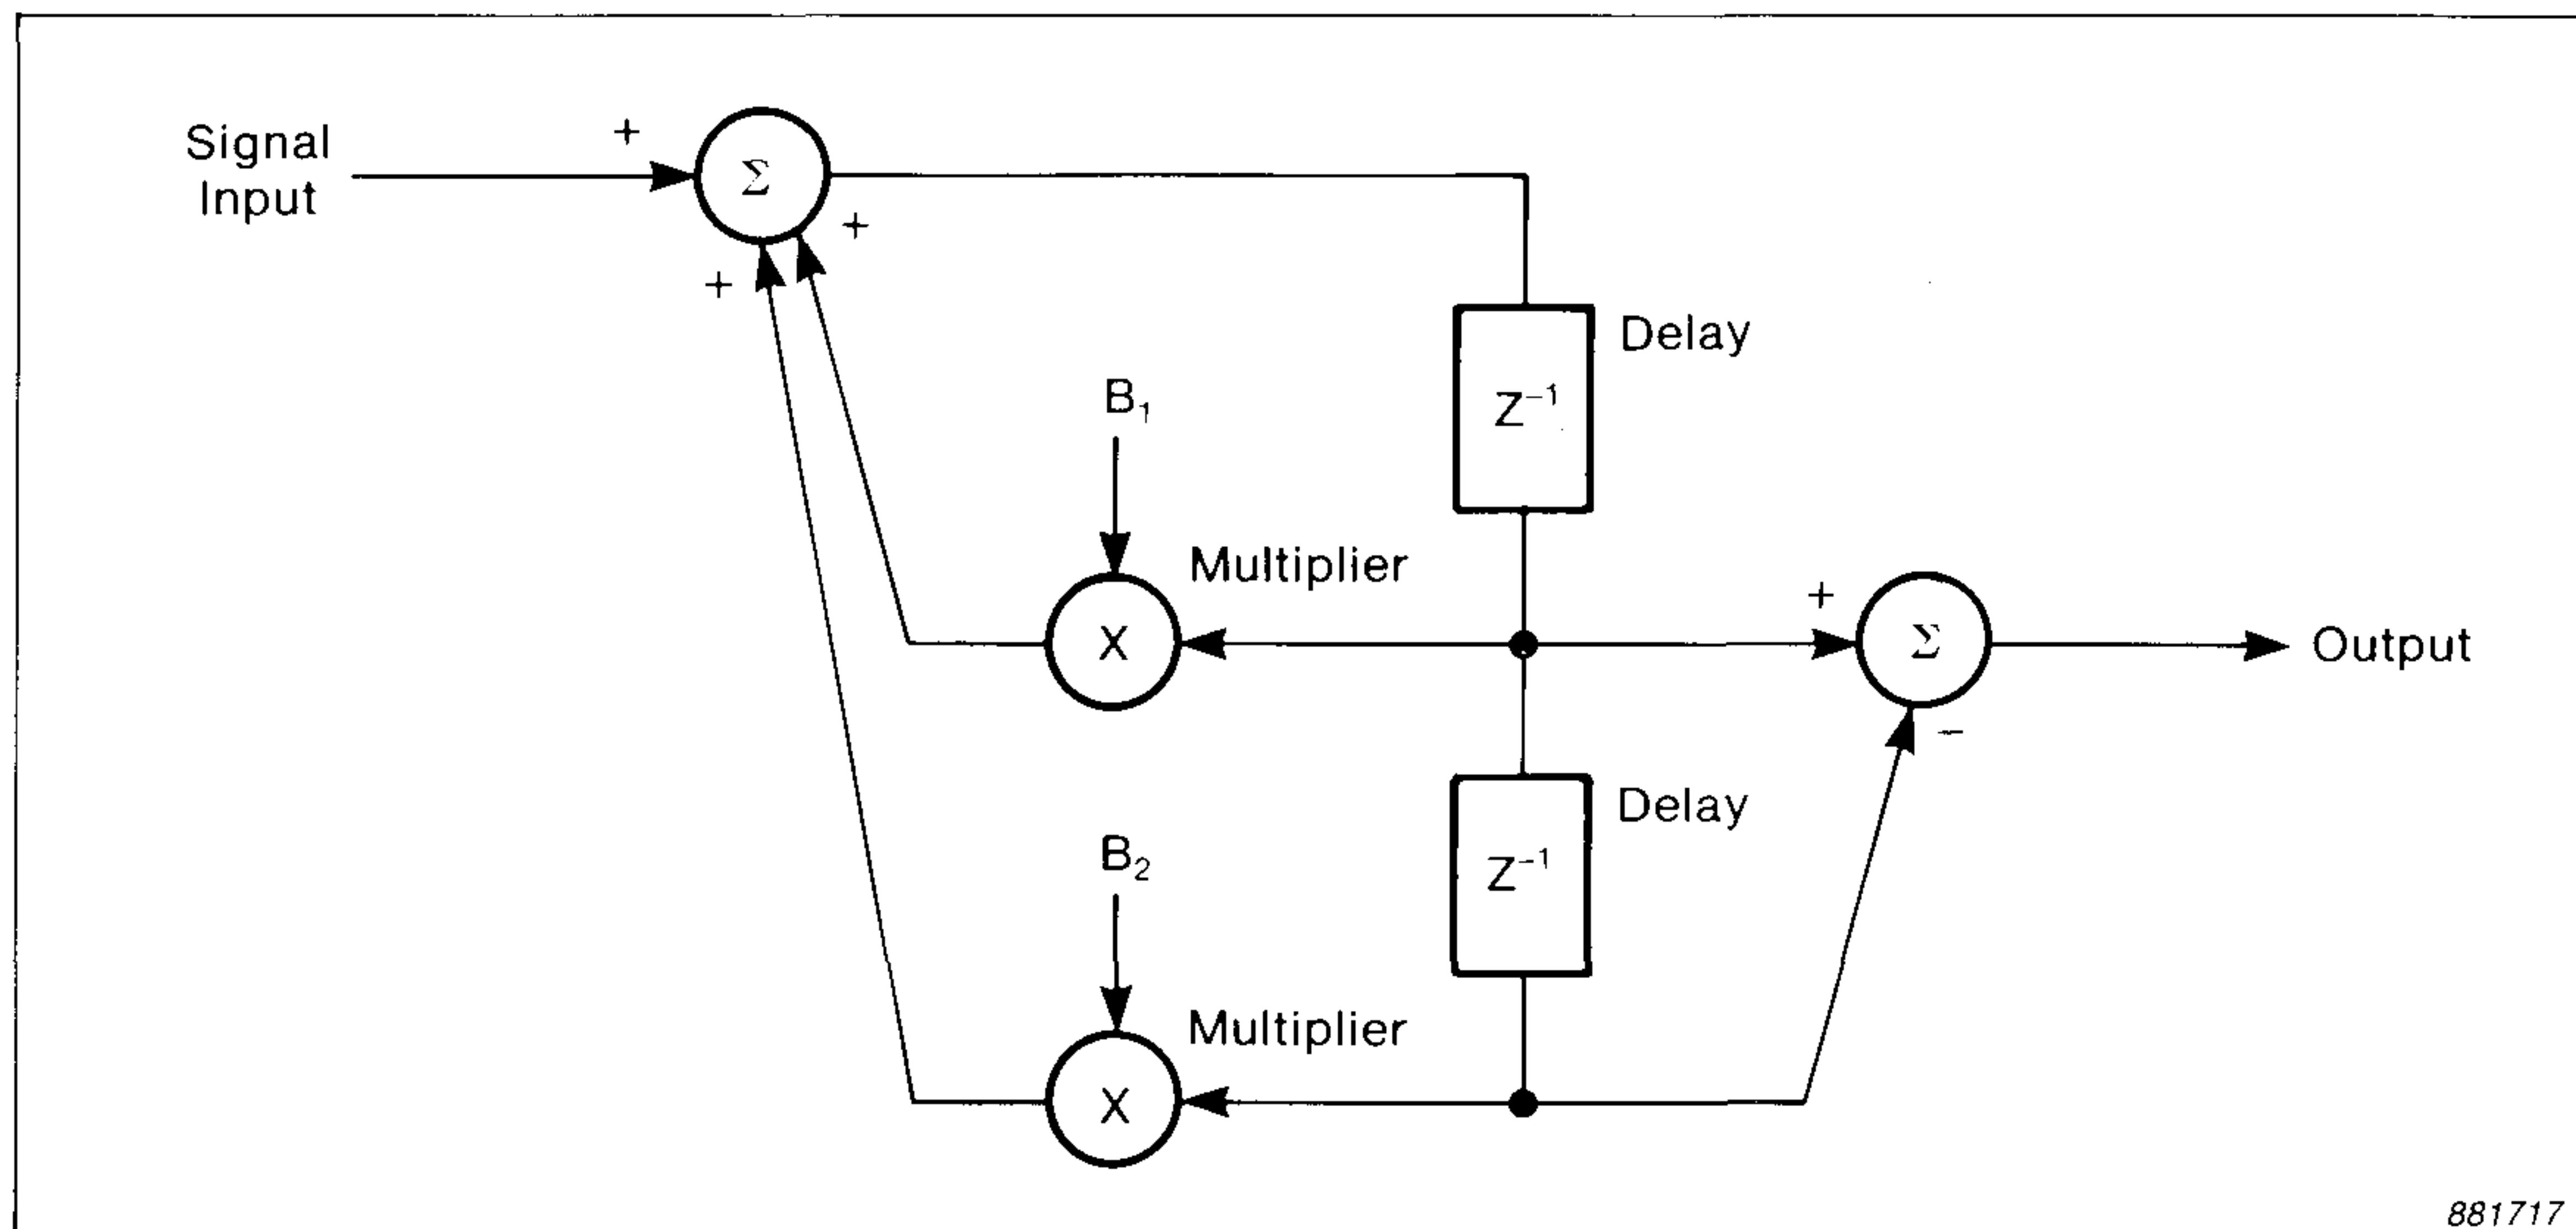 Signal
Input
+
Σ
+
+
Delay
Z⁻¹
B₁
Multiplier
X
+
Σ
Output
−
Delay
Z⁻¹
B₂
Multiplier
X
881717